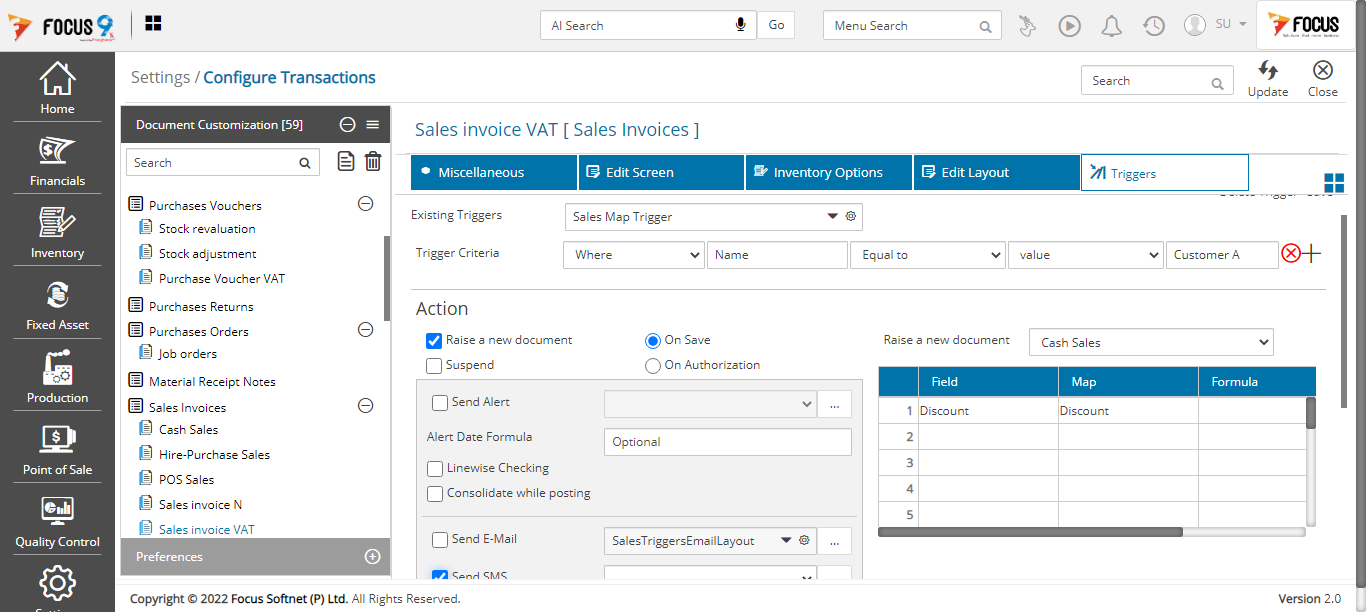 FOCUS 9
AI Search
Go
Menu Search
SU
FOCUS
Settings / Configure Transactions
Search
Update
Close
Home
Financials
Inventory
Fixed Asset
Production
Point of Sale
Quality Control
Document Customization [59]
Search
Purchases Vouchers
Stock revaluation
Stock adjustment
Purchase Voucher VAT
Purchases Returns
Purchases Orders
Job orders
Material Receipt Notes
Sales Invoices
Cash Sales
Hire-Purchase Sales
POS Sales
Sales invoice N
Sales invoice VAT
Preferences
Sales invoice VAT [ Sales Invoices ]
Miscellaneous
Edit Screen
Inventory Options
Edit Layout
Triggers
Existing Triggers
Sales Map Trigger
Trigger Criteria
Where
Name
Equal to
value
Customer A
Action
Raise a new document
On Save
Suspend
On Authorization
Send Alert
...
Alert Date Formula
Optional
Linewise Checking
Consolidate while posting
Send E-Mail
SalesTriggersEmailLayout
...
Send SMS
Raise a new document
Cash Sales
Field Map Formula
1 Discount Discount
2
3
4
5
Copyright © 2022 Focus Softnet (P) Ltd. All Rights Reserved.
Version 2.0